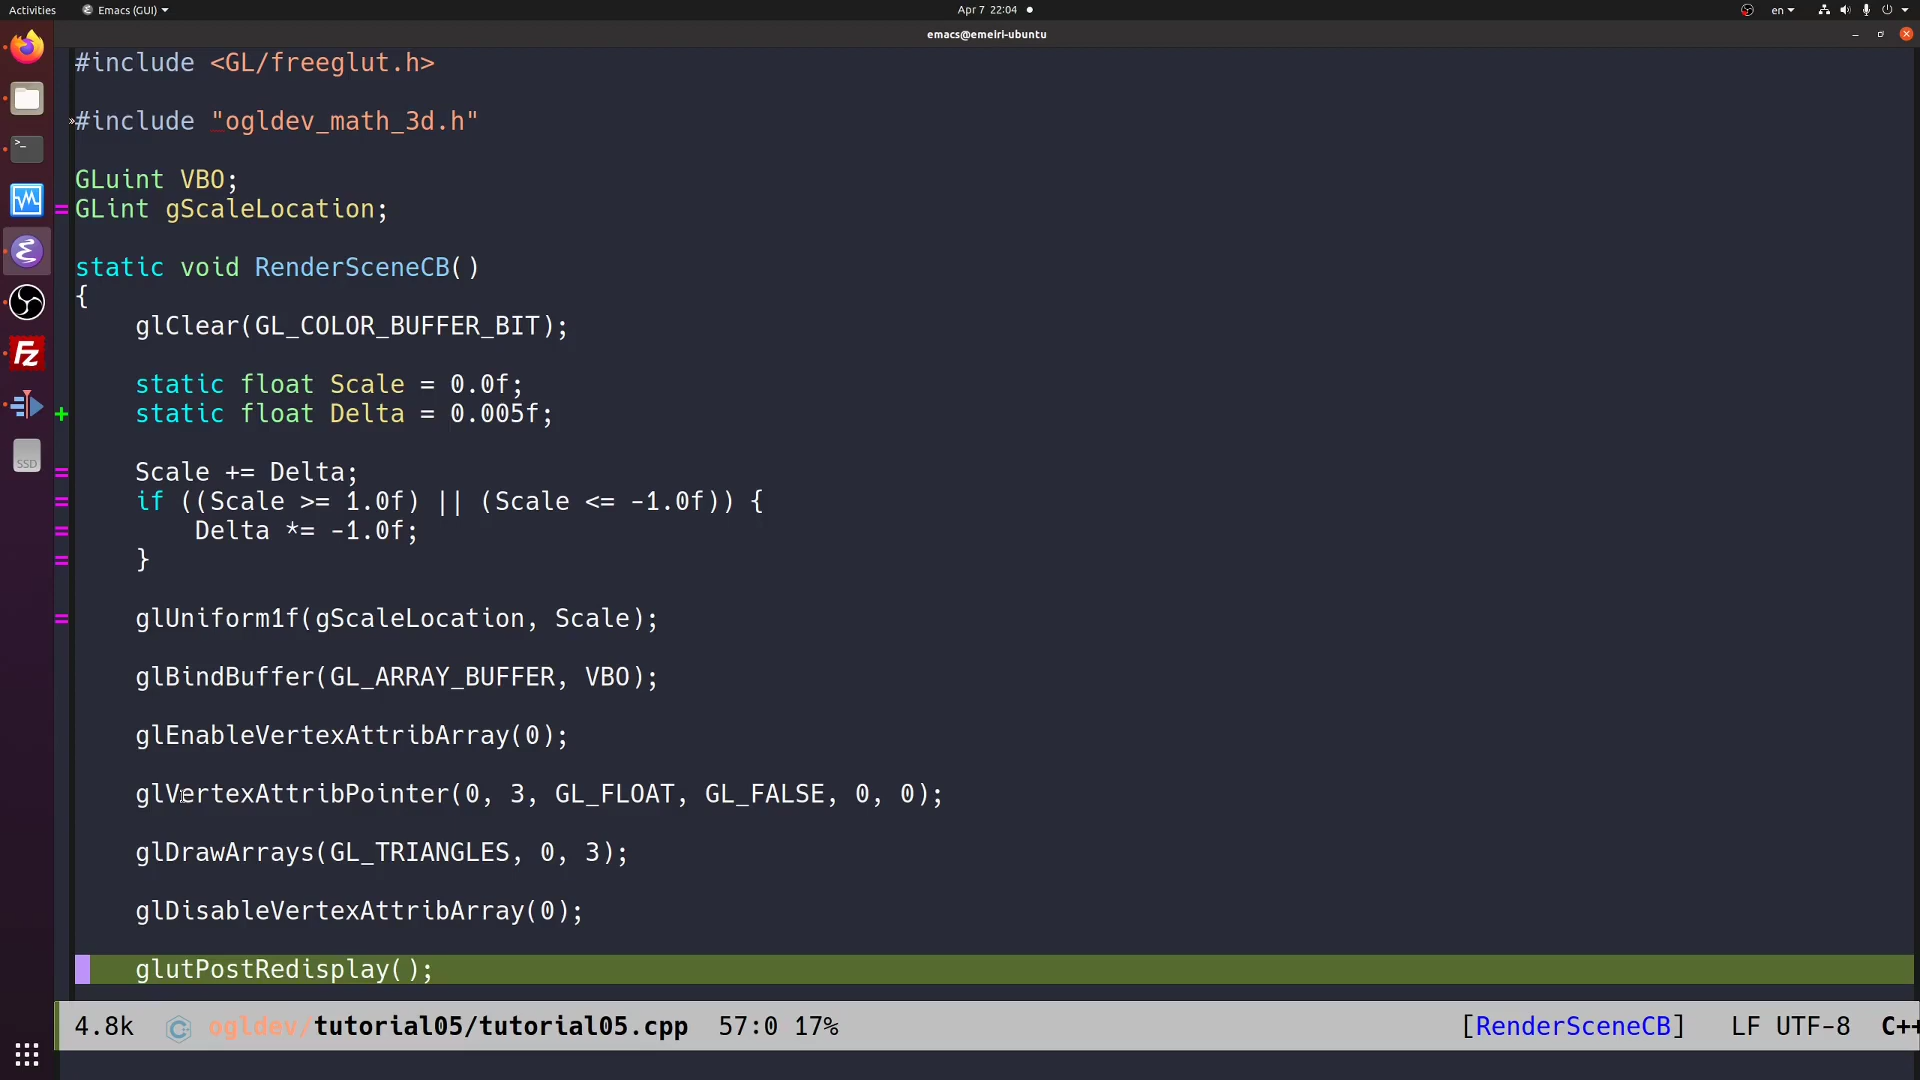 Activities
Emacs (GUI)
Apr 7 22:04
en
emacs@emeiri-ubuntu
#include <GL/freeglut.h>
»#include "ogldev_math_3d.h"
GLuint VBO;
= GLint gScaleLocation;
static void RenderSceneCB()
{
glClear(GL_COLOR_BUFFER_BIT);
static float Scale = 0.0f;
+ static float Delta = 0.005f;
= Scale += Delta;
= if ((Scale >= 1.0f) || (Scale <= -1.0f)) {
= Delta *= -1.0f;
= }
= glUniform1f(gScaleLocation, Scale);
glBindBuffer(GL_ARRAY_BUFFER, VBO);
glEnableVertexAttribArray(0);
glVertexAttribPointer(0, 3, GL_FLOAT, GL_FALSE, 0, 0);
glDrawArrays(GL_TRIANGLES, 0, 3);
glDisableVertexAttribArray(0);
glutPostRedisplay();
4.8k ogldev/tutorial05/tutorial05.cpp 57:0 17% [RenderSceneCB] LF UTF-8 C++
Fz
SSD